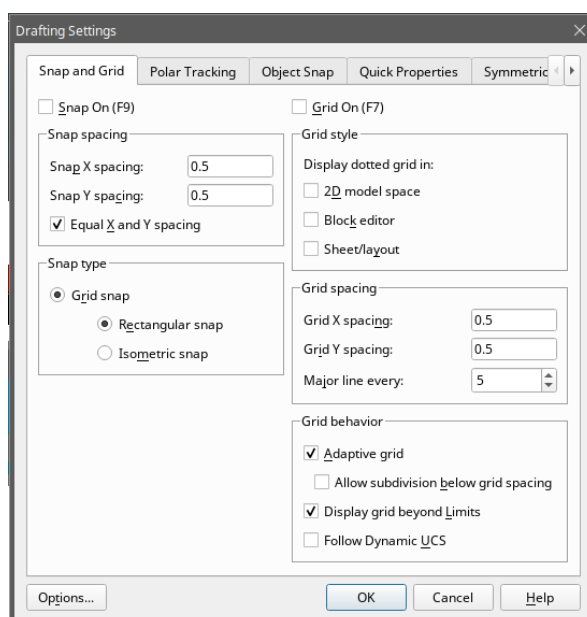 Drafting Settings
Snap and Grid Polar Tracking Object Snap Quick Properties Symmetric
Snap On (F9)
Snap spacing
Snap X spacing: 0.5
Snap Y spacing: 0.5
Equal X and Y spacing
Snap type
Grid snap
Rectangular snap
Isometric snap
Grid On (F7)
Grid style
Display dotted grid in:
2D model space
Block editor
Sheet/layout
Grid spacing
Grid X spacing: 0.5
Grid Y spacing: 0.5
Major line every: 5
Grid behavior
Adaptive grid
Allow subdivision below grid spacing
Display grid beyond Limits
Follow Dynamic UCS
Options... OK Cancel Help